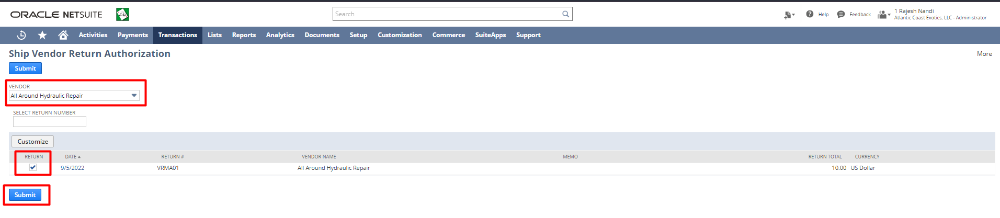 ORACLE NETSUITE
Search
Help
Feedback
1 Rajesh Nandi
Atlantic Coast Exotics, LLC - Administrator
Activities Payments Transactions Lists Reports Analytics Documents Setup Customization Commerce SuiteApps Support
Ship Vendor Return Authorization
More
Submit
VENDOR
All Around Hydraulic Repair
SELECT RETURN NUMBER
Customize
RETURN DATE RETURN # VENDOR NAME MEMO RETURN TOTAL CURRENCY
9/5/2022 VRMA01 All Around Hydraulic Repair 10.00 US Dollar
Submit